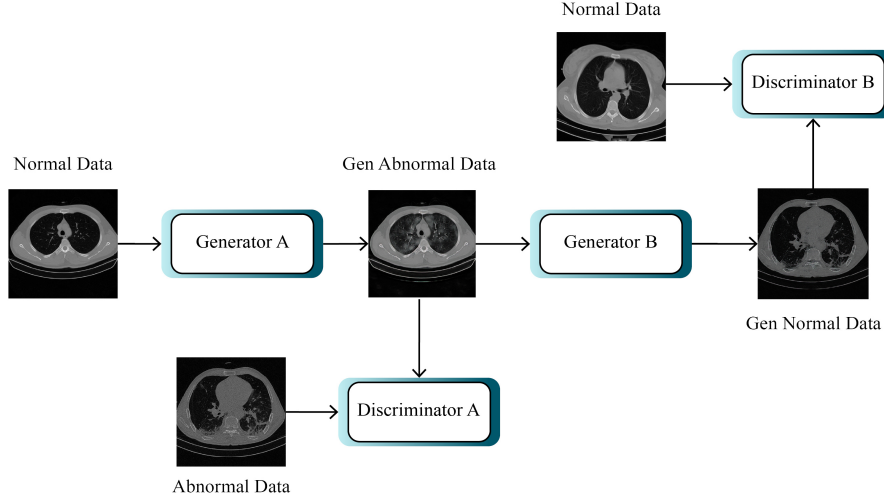 Normal Data
Discriminator B
Normal Data
Gen Abnormal Data
Generator A
Generator B
Gen Normal Data
Discriminator A
Abnormal Data